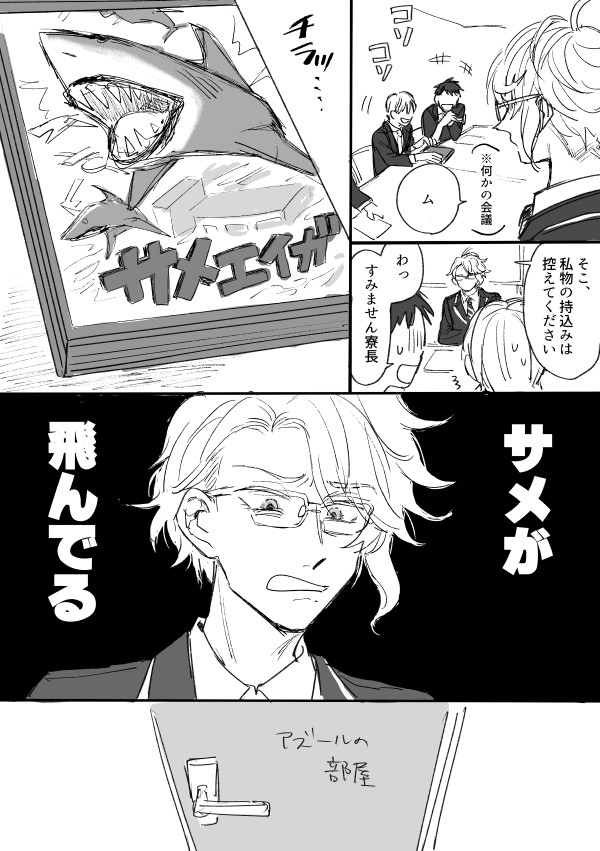 コソ
コソ
※何かの会議
ム
そこ、
私物の持込みは
控えてください
わっ
すみません寮長
チラッ…
サメエイガ
サメが
飛んでる
アズールの
部屋